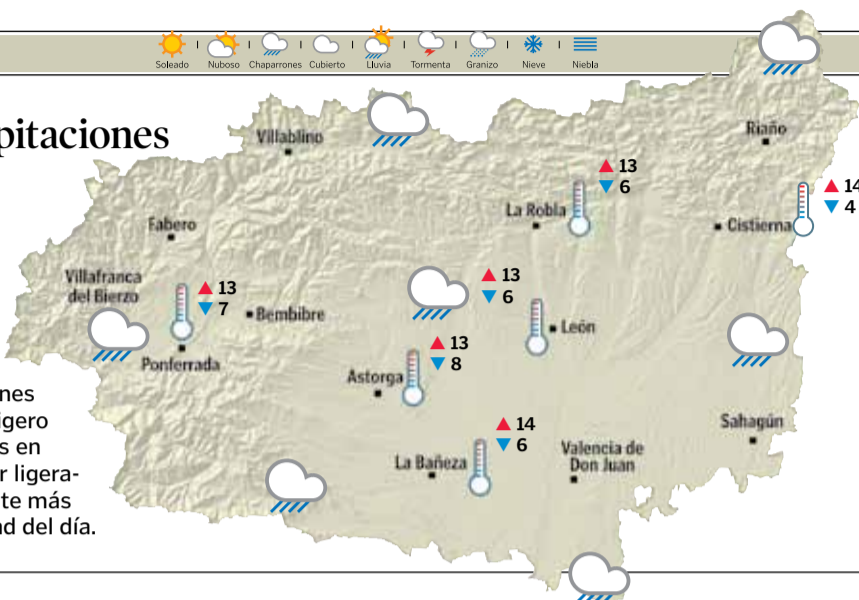 Soleado Nuboso Chaparrones Cubierto Lluvia Tormenta Granizo Nieve Niebla
pitaciones
Villablino
Riaño
13
6
La Robla
14
4
Cistierna
Fabero
Villafranca
del Bierzo
13
7
Bembibre
13
6
León
Ponferrada
13
8
Astorga
nes
igero
s en
r ligera-
te más
d del día.
14
6
La Bañeza
Valencia de
Don Juan
Sahagún